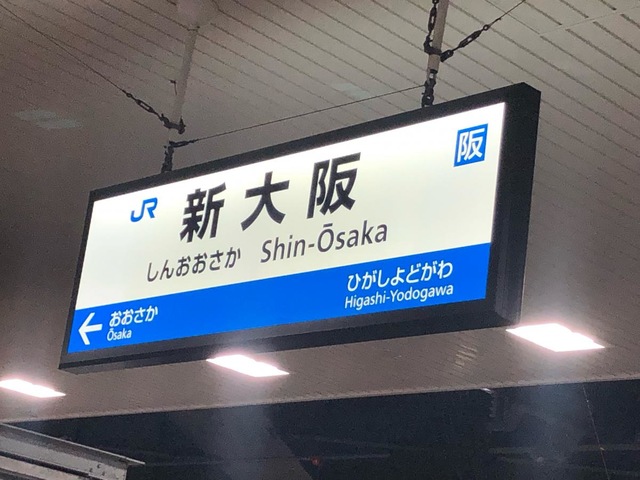 JR 新大阪 阪
しんおおさか Shin-Ōsaka
ひがしよどがわ
Higashi-Yodogawa
← おおさか
Ōsaka